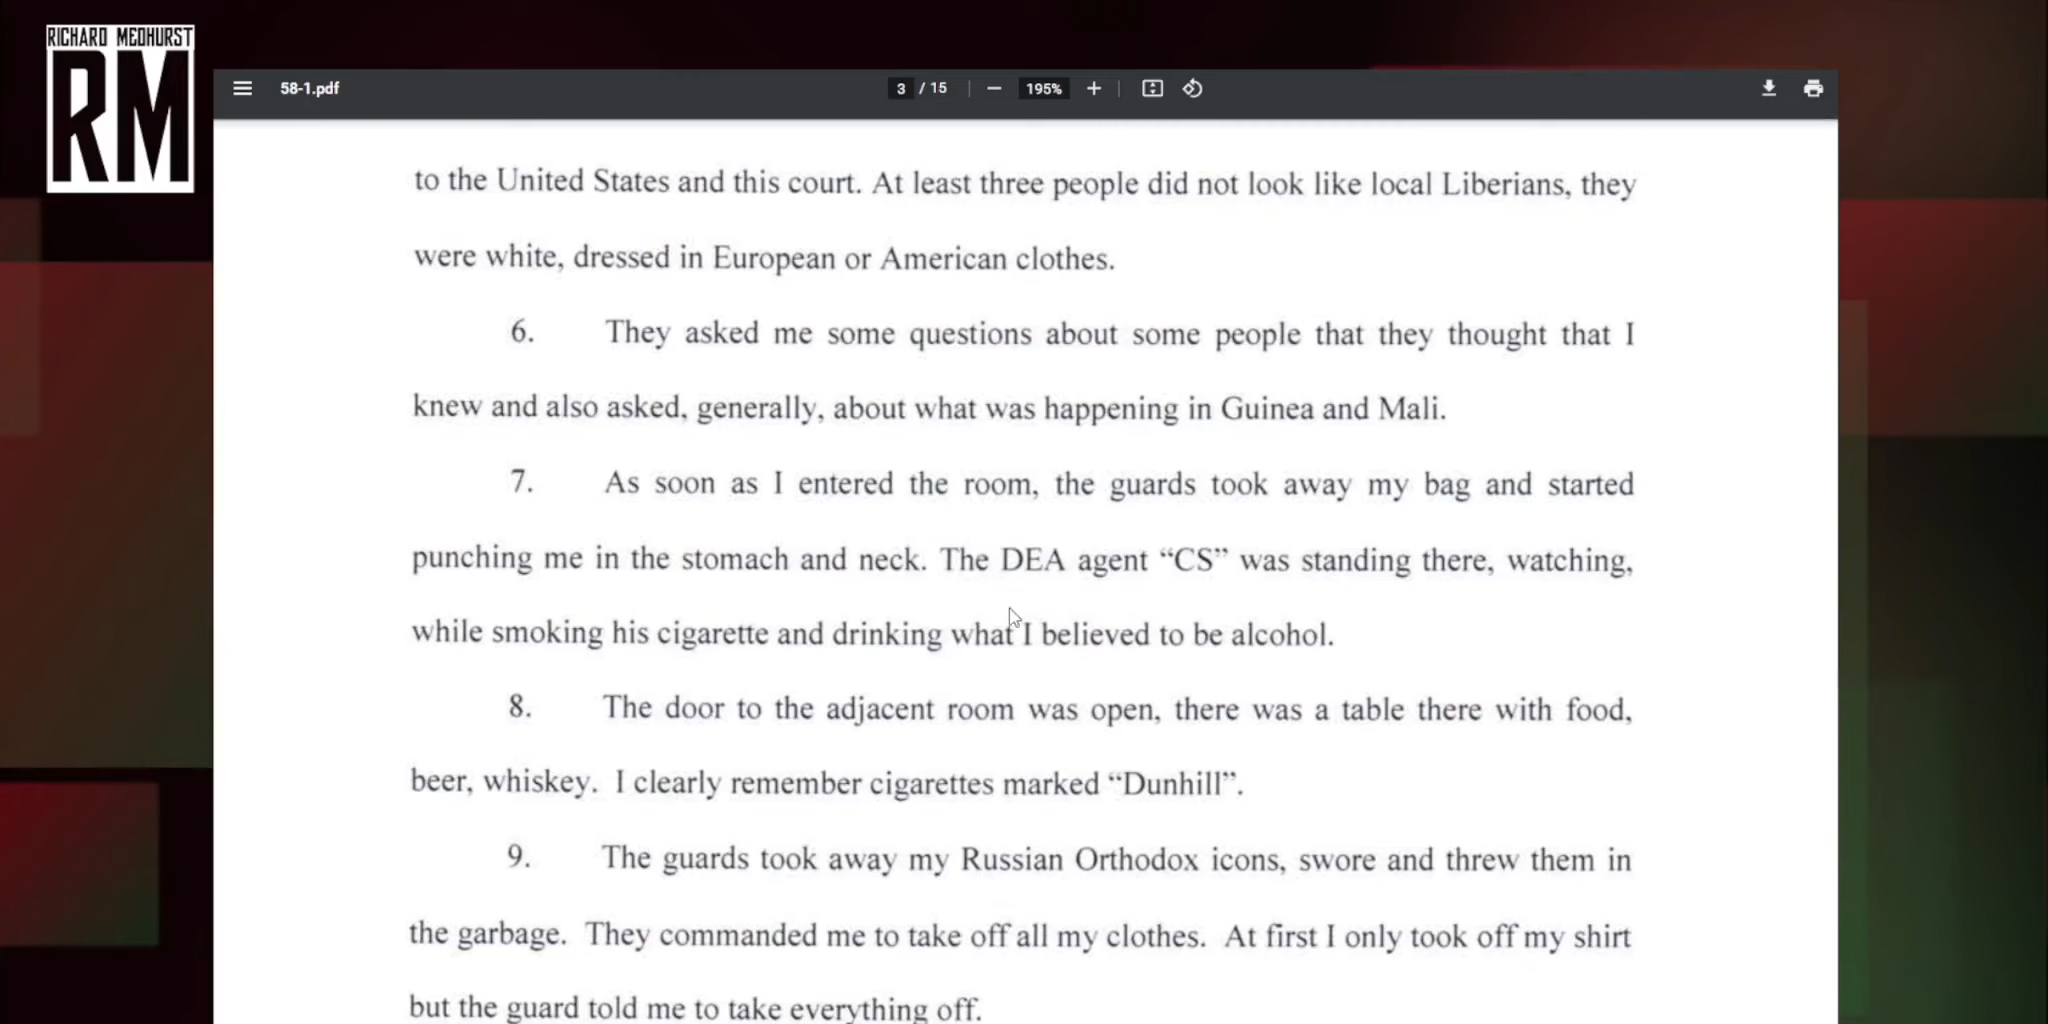 RICHARD MEDHURST
RM
58-1.pdf
3 / 15
195%
to the United States and this court. At least three people did not look like local Liberians, they
were white, dressed in European or American clothes.
6. They asked me some questions about some people that they thought that I
knew and also asked, generally, about what was happening in Guinea and Mali.
7. As soon as I entered the room, the guards took away my bag and started
punching me in the stomach and neck. The DEA agent “CS” was standing there, watching,
while smoking his cigarette and drinking what I believed to be alcohol.
8. The door to the adjacent room was open, there was a table there with food,
beer, whiskey. I clearly remember cigarettes marked “Dunhill”.
9. The guards took away my Russian Orthodox icons, swore and threw them in
the garbage. They commanded me to take off all my clothes. At first I only took off my shirt
but the guard told me to take everything off.